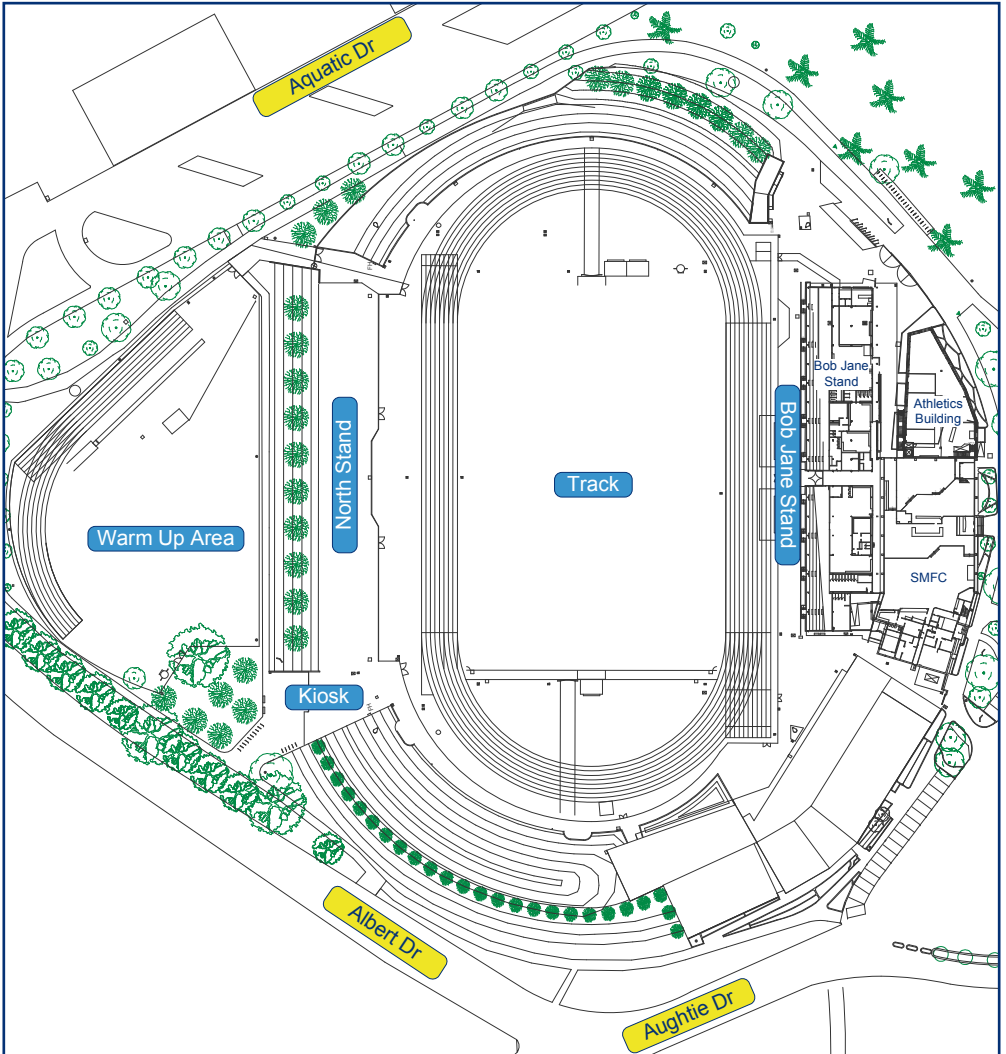 Aquatic Dr
Bob Jane
Stand
Athletics
Building
North Stand
Bob Jane Stand
Track
Warm Up Area
SMFC
Kiosk
Albert Dr
Aughtie Dr